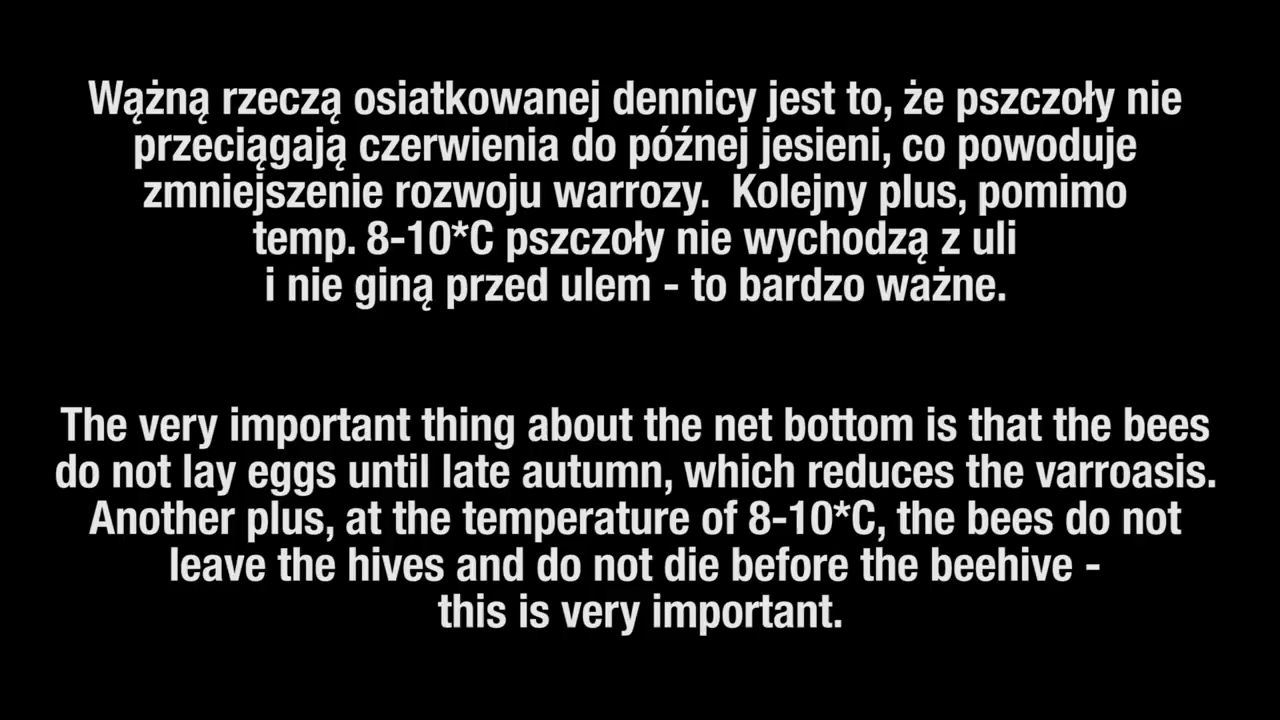 Wążną rzeczą osiatkowanej dennicy jest to, że pszczoły nie
przeciągają czerwienia do późnej jesieni, co powoduje
zmniejszenie rozwoju warrozy.  Kolejny plus, pomimo
temp. 8-10*C pszczoły nie wychodzą z uli
i nie giną przed ulem - to bardzo ważne.
The very important thing about the net bottom is that the bees
do not lay eggs until late autumn, which reduces the varroasis.
Another plus, at the temperature of 8-10*C, the bees do not
leave the hives and do not die before the beehive -
this is very important.